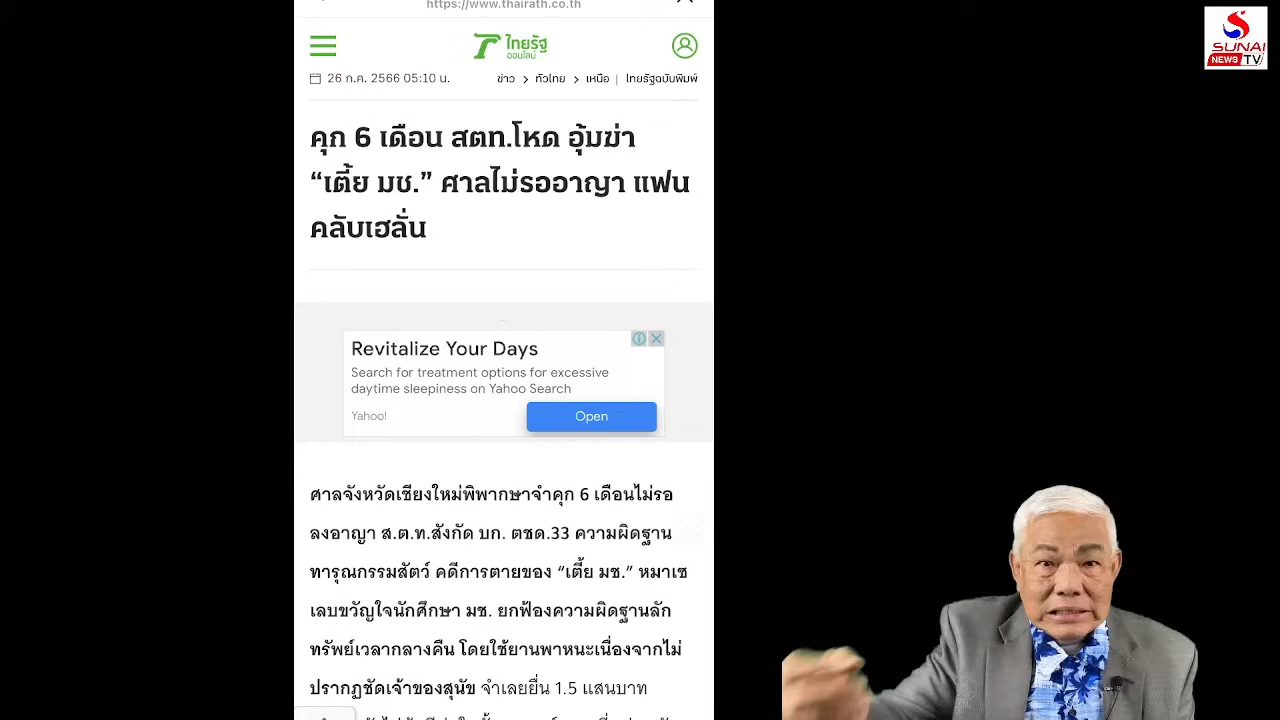 https://www.thairath.co.th
ไทยรัฐ
ออนไลน์
SUNAI
NEWS TV
26 ก.ค. 2566 05:10 น.
ข่าว > ทั่วไทย > เหนือ | ไทยรัฐฉบับพิมพ์
คุก 6 เดือน สตท.โหด อุ้มฆ่า
“เตี้ย มช.” ศาลไม่รออาญา แฟน
คลับเฮลั่น
Revitalize Your Days
Search for treatment options for excessive
daytime sleepiness on Yahoo Search
Yahoo!
Open
ศาลจังหวัดเชียงใหม่พิพากษาจำคุก 6 เดือนไม่รอ
ลงอาญา ส.ต.ท.สังกัด บก. ตชด.33 ความผิดฐาน
ทารุณกรรมสัตว์ คดีการตายของ “เตี้ย มช.” หมาเซ
เลบขวัญใจนักศึกษา มช. ยกฟ้องความผิดฐานลัก
ทรัพย์เวลากลางคืน โดยใช้ยานพาหนะเนื่องจากไม่
ปรากฏชัดเจ้าของสุนัข จำเลยยื่น 1.5 แสนบาท